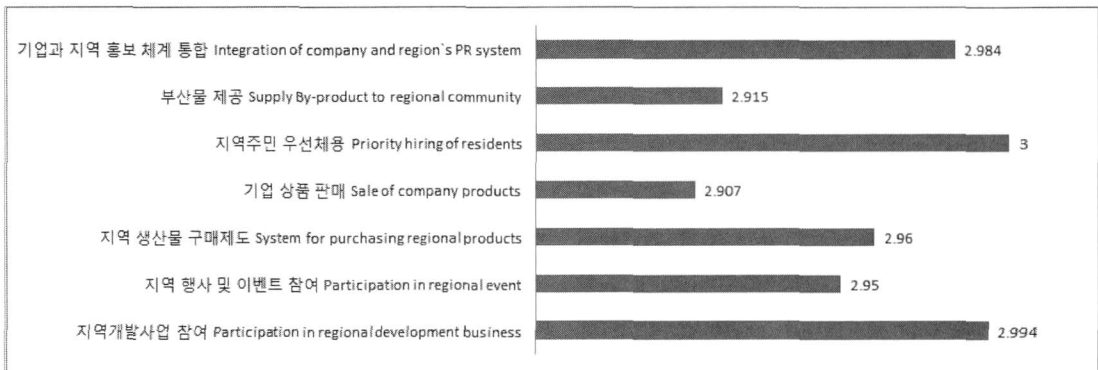 기업과 지역 홍보 체계 통합 Integration of company and region`s PR system
2.984
부산물 제공 Supply By-product to regional community
2.915
지역주민 우선채용 Priority hiring of residents
3
기업 상품 판매 Sale of company products
2.907
지역 생산물 구매제도 System for purchasing regional products
2.96
지역 행사 및 이벤트 참여 Participation in regional event
2.95
지역개발사업 참여 Participation in regional development business
2.994